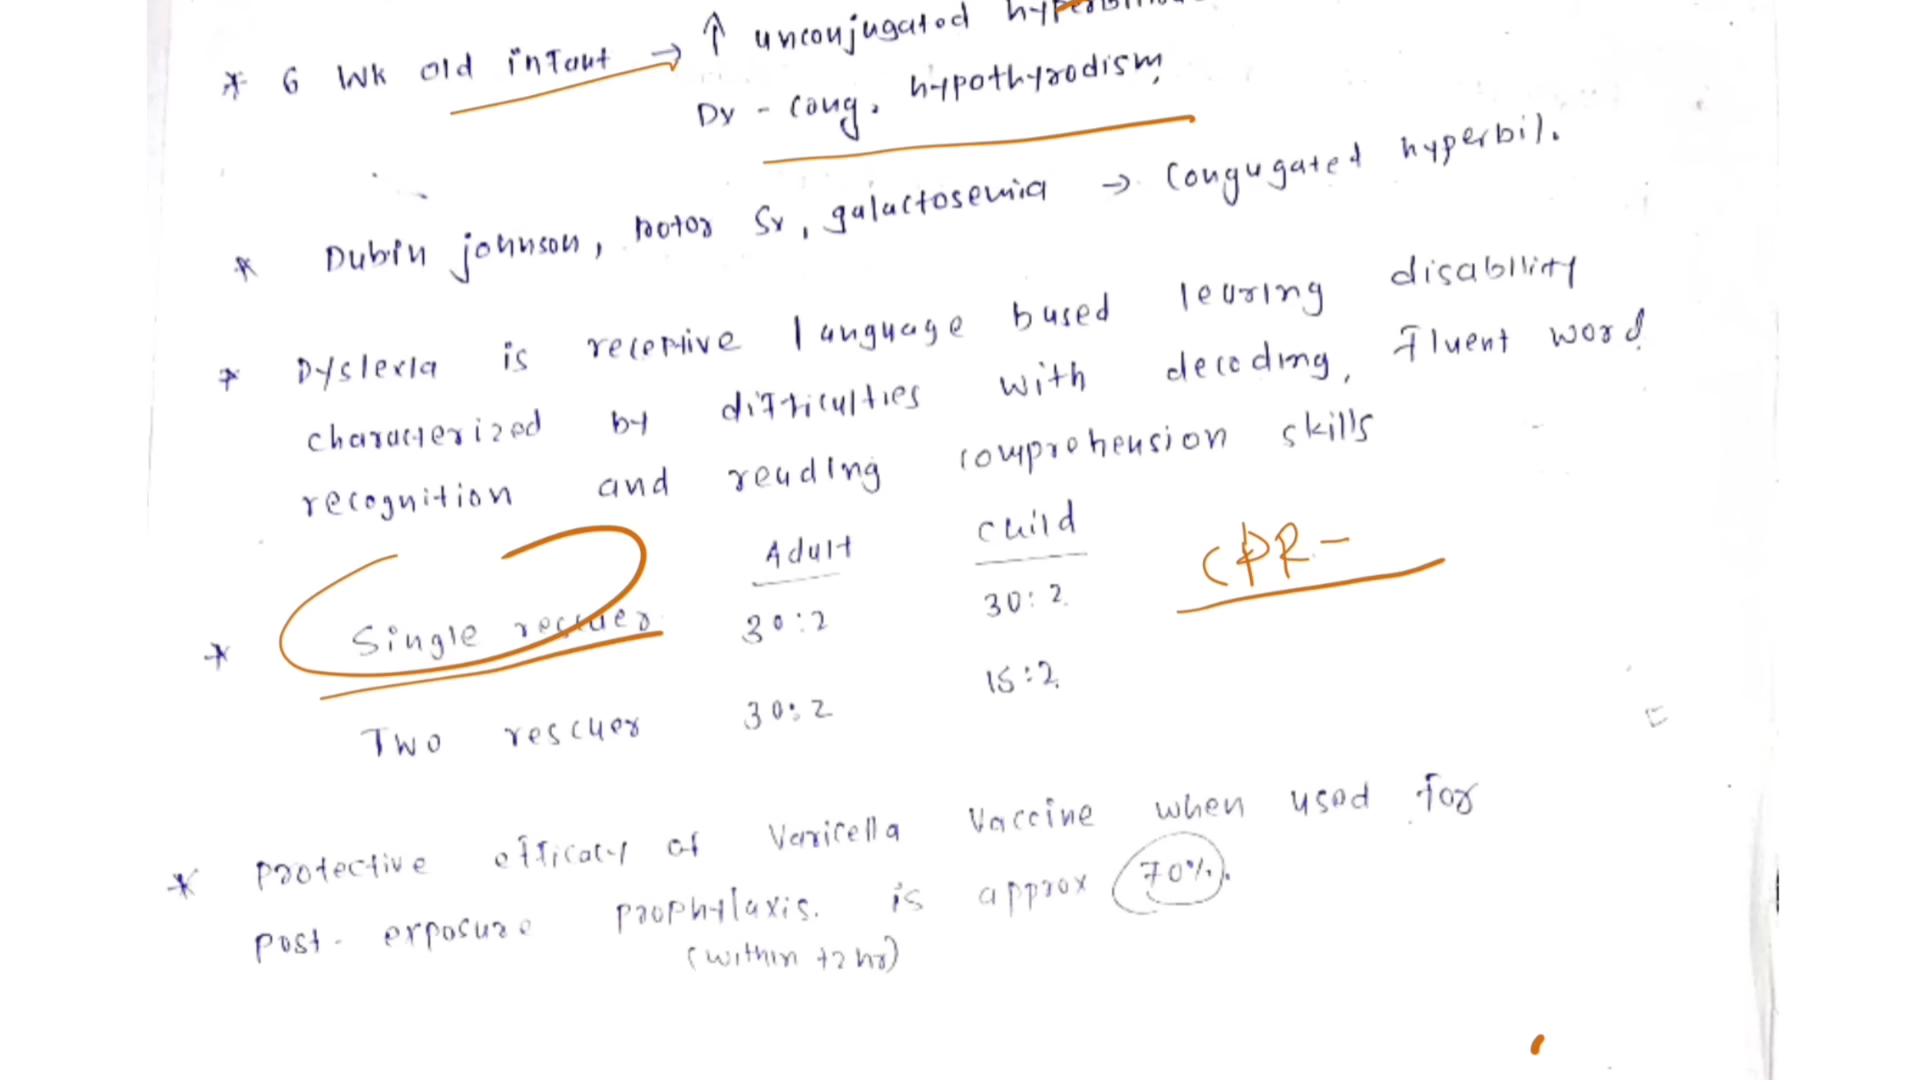 * 6 wk old infant → ↑ unconjugated
Dx - cong. hypothyrodism
* Dubin johnson, rotor Sx, galactosemia → Congugated hyperbil.
* Dyslexia is receptive language based learing disability
characterized by difficulties with decoding, fluent word
recognition and reading comprehension skills
Adult Child
CPR -
* Single rescuer 30:2 30:2
Two rescuer 30:2 15:2
* Protective efficacy of Varicella Vaccine when used for
post-exposure prophylaxis. is approx 70%.
(within 72 hr)